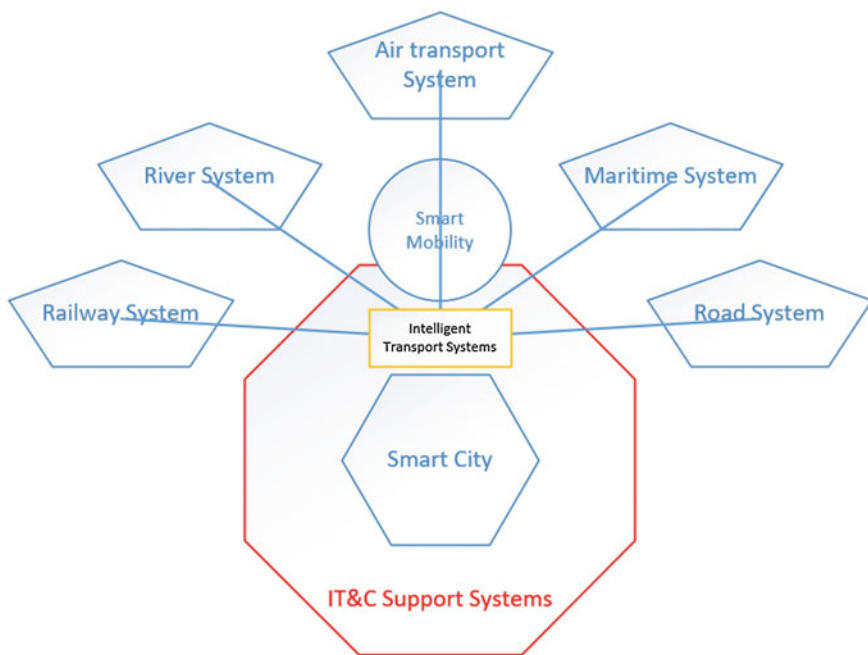 Air transport
System
River System
Maritime System
Smart
Mobility
Railway System
Road System
Intelligent
Transport Systems
Smart City
IT&C Support Systems